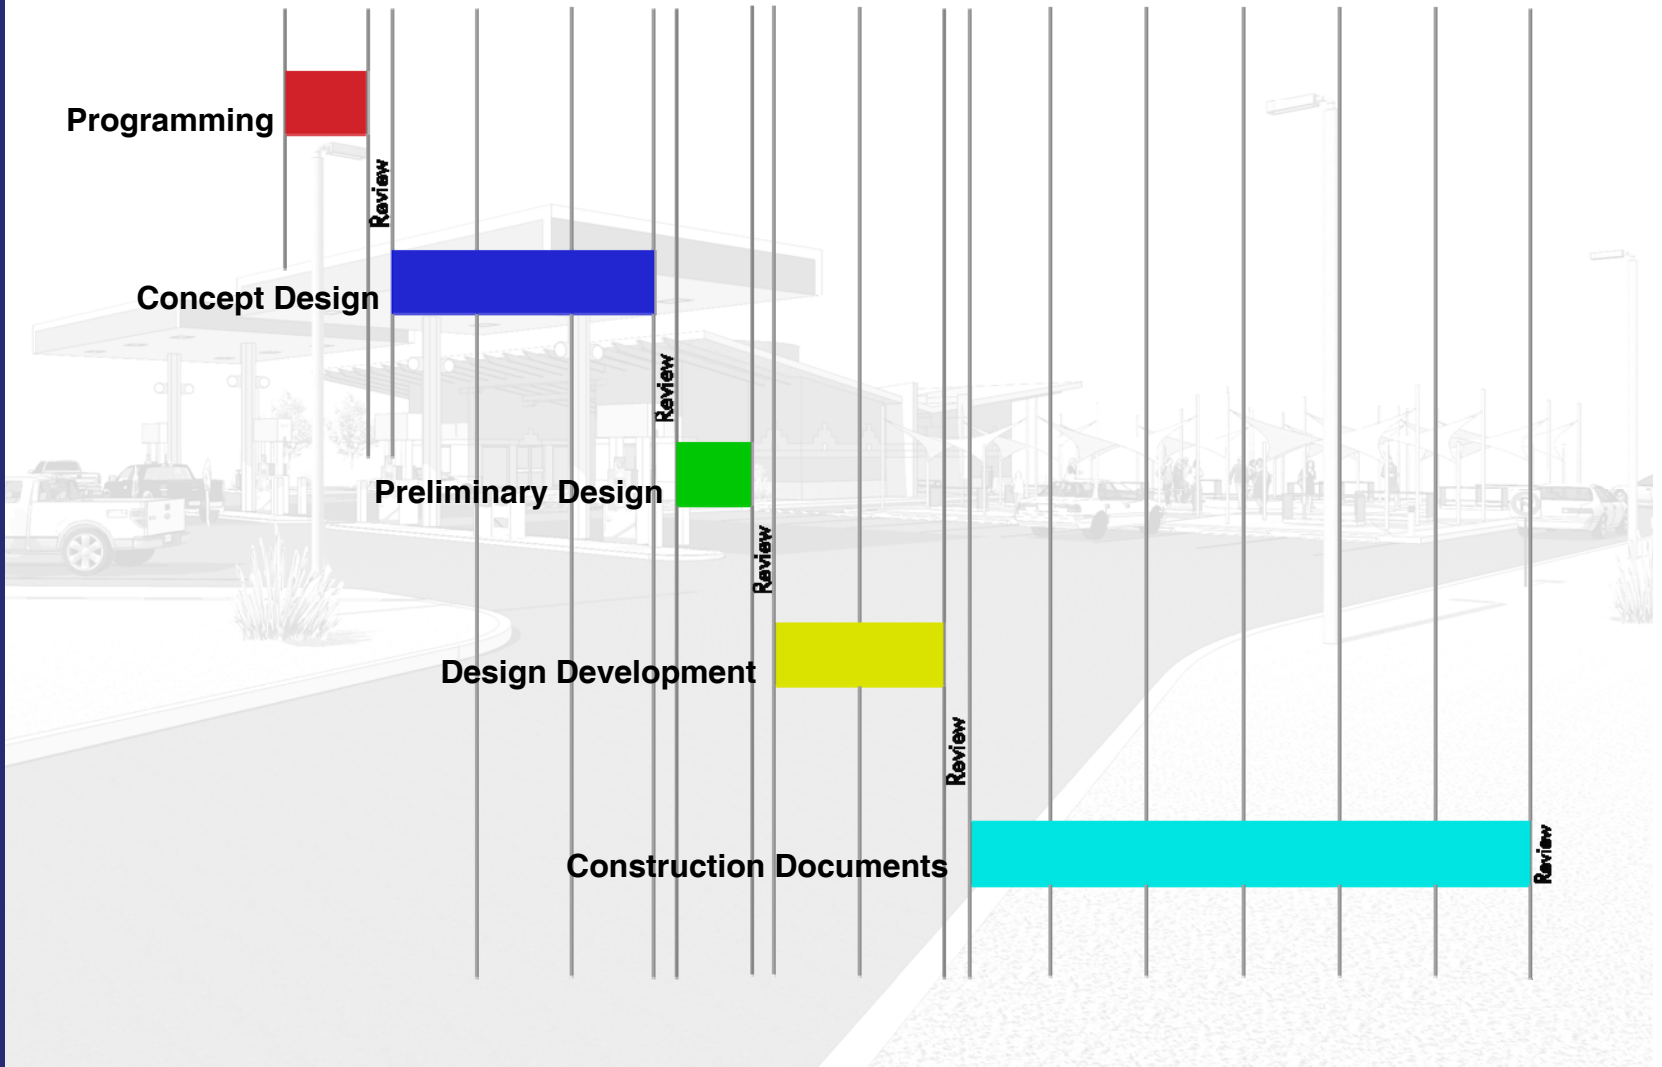 Programming
Review
Concept Design
Review
Preliminary Design
Review
Design Development
Review
Construction Documents
Review